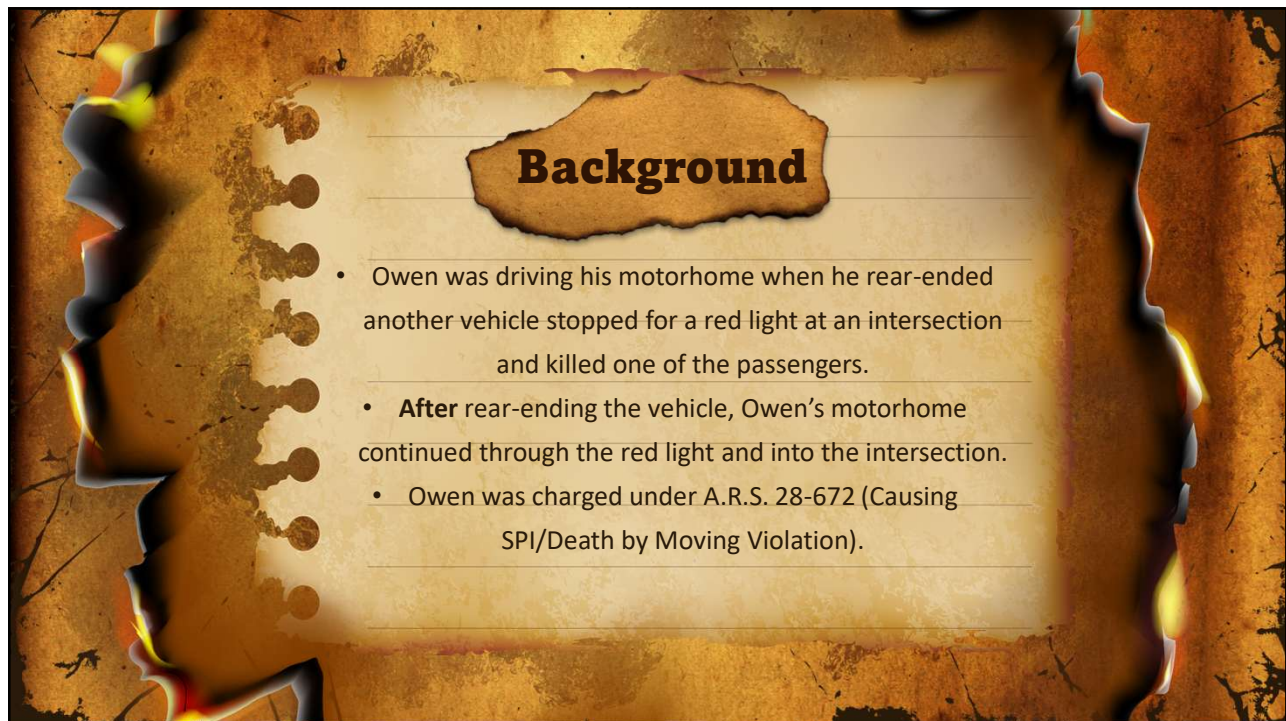 Background
• Owen was driving his motorhome when he rear-ended
another vehicle stopped for a red light at an intersection
and killed one of the passengers.
• After rear-ending the vehicle, Owen’s motorhome
continued through the red light and into the intersection.
• Owen was charged under A.R.S. 28-672 (Causing
SPI/Death by Moving Violation).